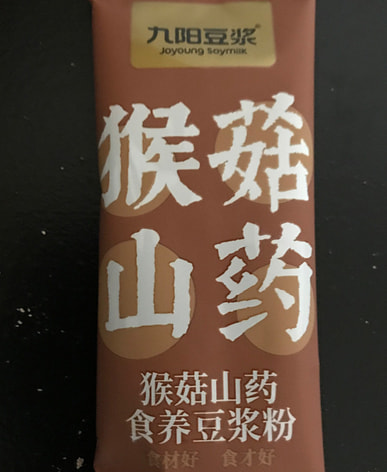 九阳豆浆®
Joyoung Soymilk
猴菇
山药
猴菇山药
食养豆浆粉
食材好 食才好